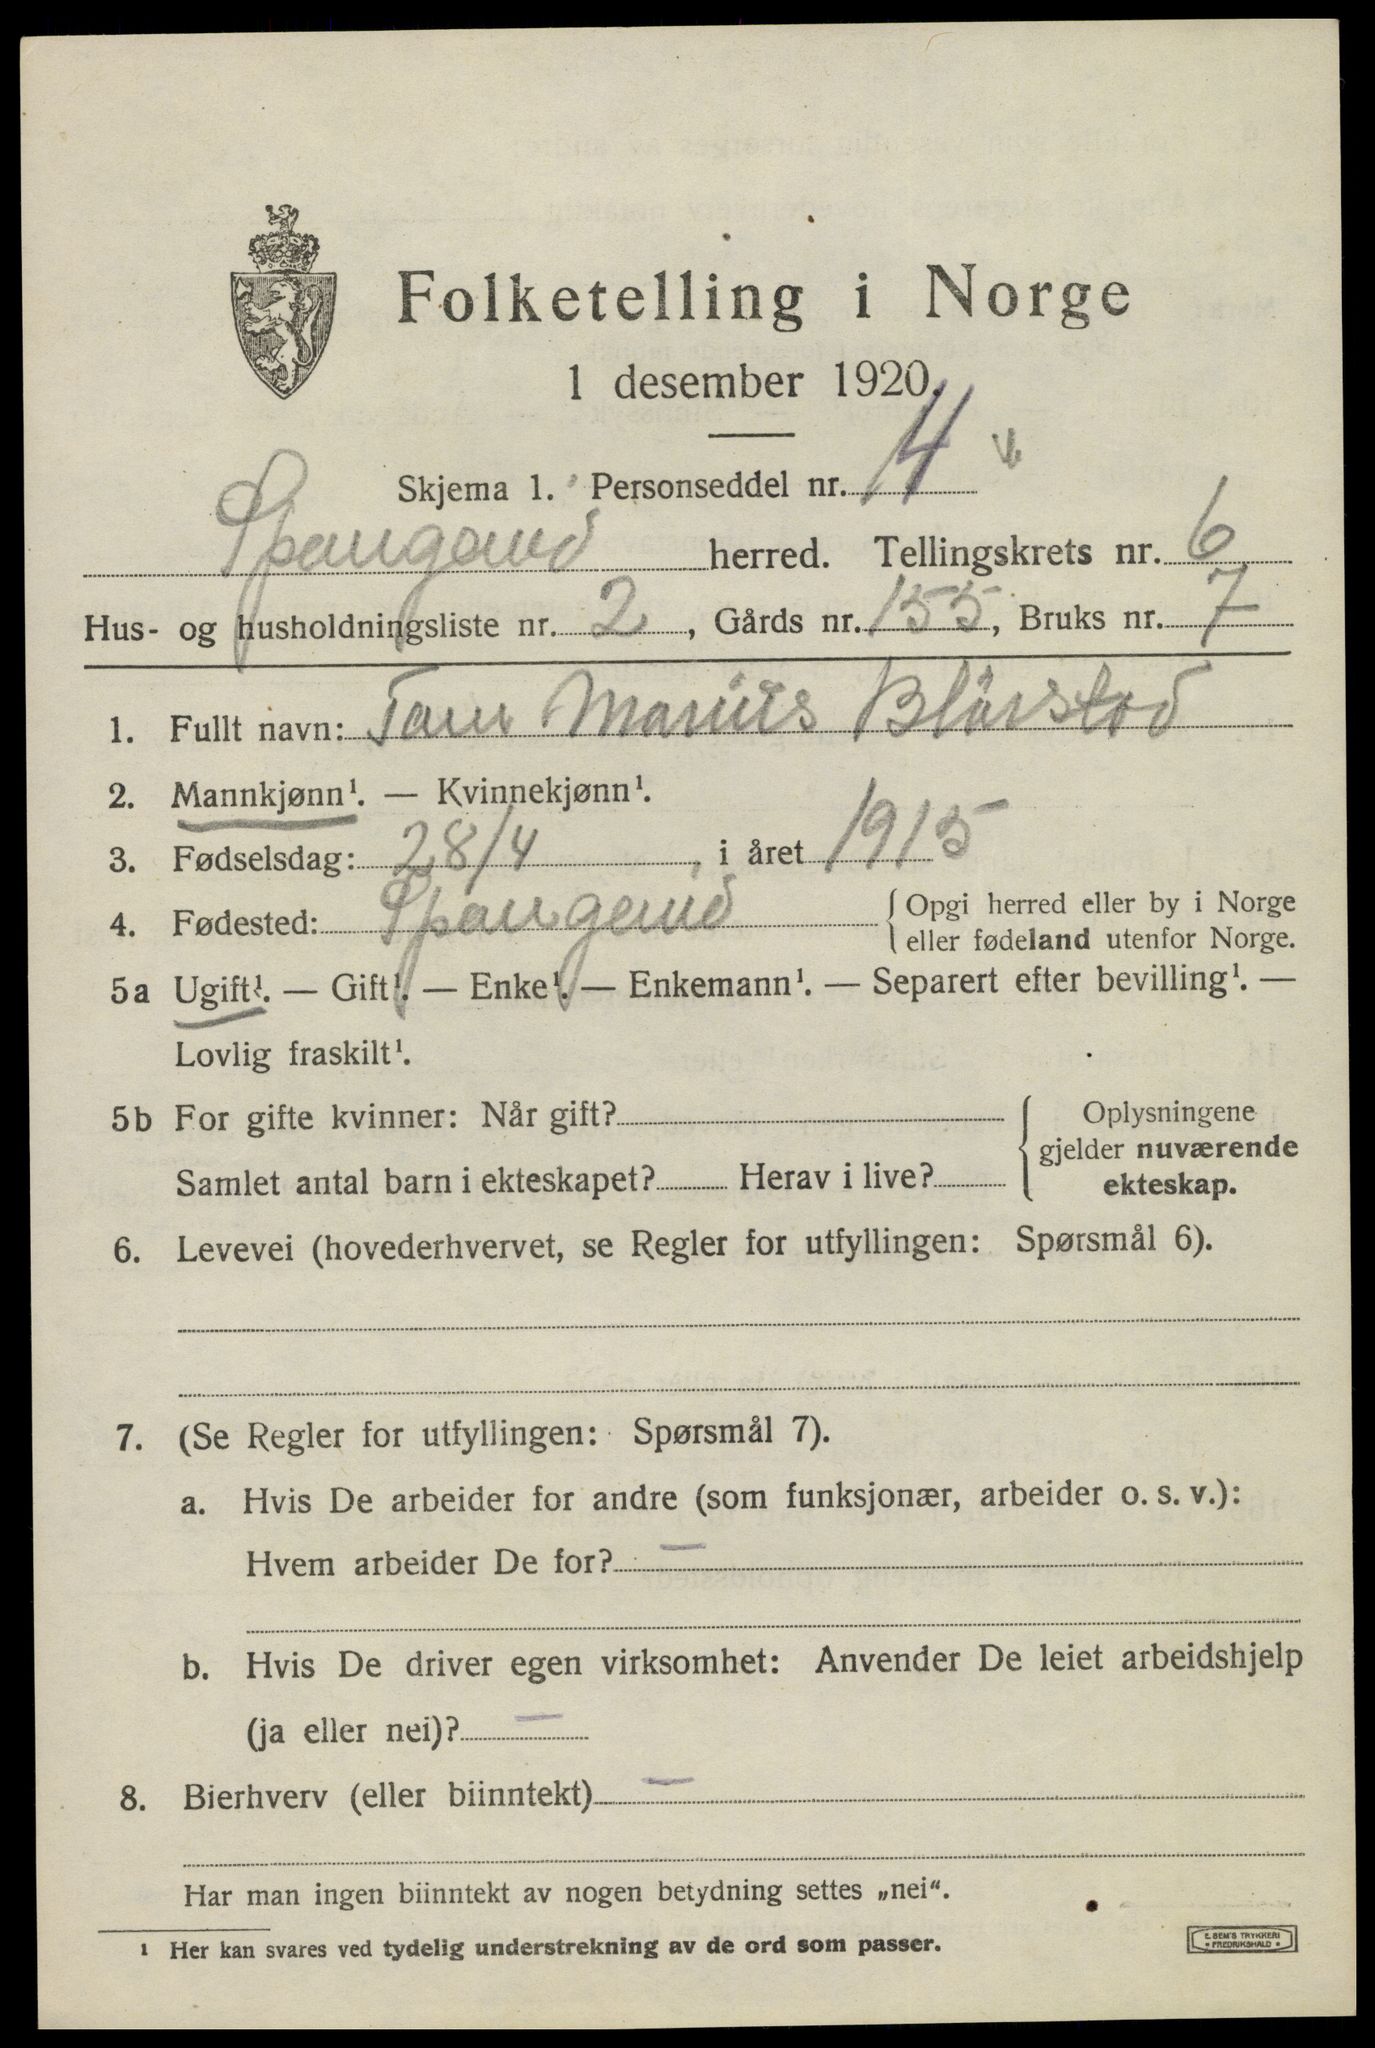 Folketelling i Norge
1 desember 1920.
Skjema 1. Personseddel nr. 4
Spangereid herred. Tellingskrets nr. 6
Hus- og husholdningsliste nr. 2, Gårds nr. 155, Bruks nr. 7
1. Fullt navn: Marius
2. Mannkjønn¹. — Kvinnekjønn¹.
3. Fødselsdag: 28/4, i året 1915
4. Fødested: Spangereid {Opgi herred eller by i Norge
eller fødeland utenfor Norge.
5a Ugift¹. — Gift¹. — Enke¹. — Enkemann¹. — Separert efter bevilling¹. —
Lovlig fraskilt¹.
5b For gifte kvinner: Når gift? { Oplysningene
gjelder nuværende
Samlet antal barn i ekteskapet? Herav i live? ekteskap.
6. Levevei (hovederhvervet, se Regler for utfyllingen: Spørsmål 6).
7. (Se Regler for utfyllingen: Spørsmål 7).
a. Hvis De arbeider for andre (som funksjonær, arbeider o. s. v.):
Hvem arbeider De for? —
b. Hvis De driver egen virksomhet: Anvender De leiet arbeidshjelp
(ja eller nei)? —
8. Bierhverv (eller biinntekt) —
Har man ingen biinntekt av nogen betydning settes „nei“.
¹ Her kan svares ved tydelig understrekning av de ord som passer.
E. SEM'S TRYKKERI
• FREDRIKSHALD •